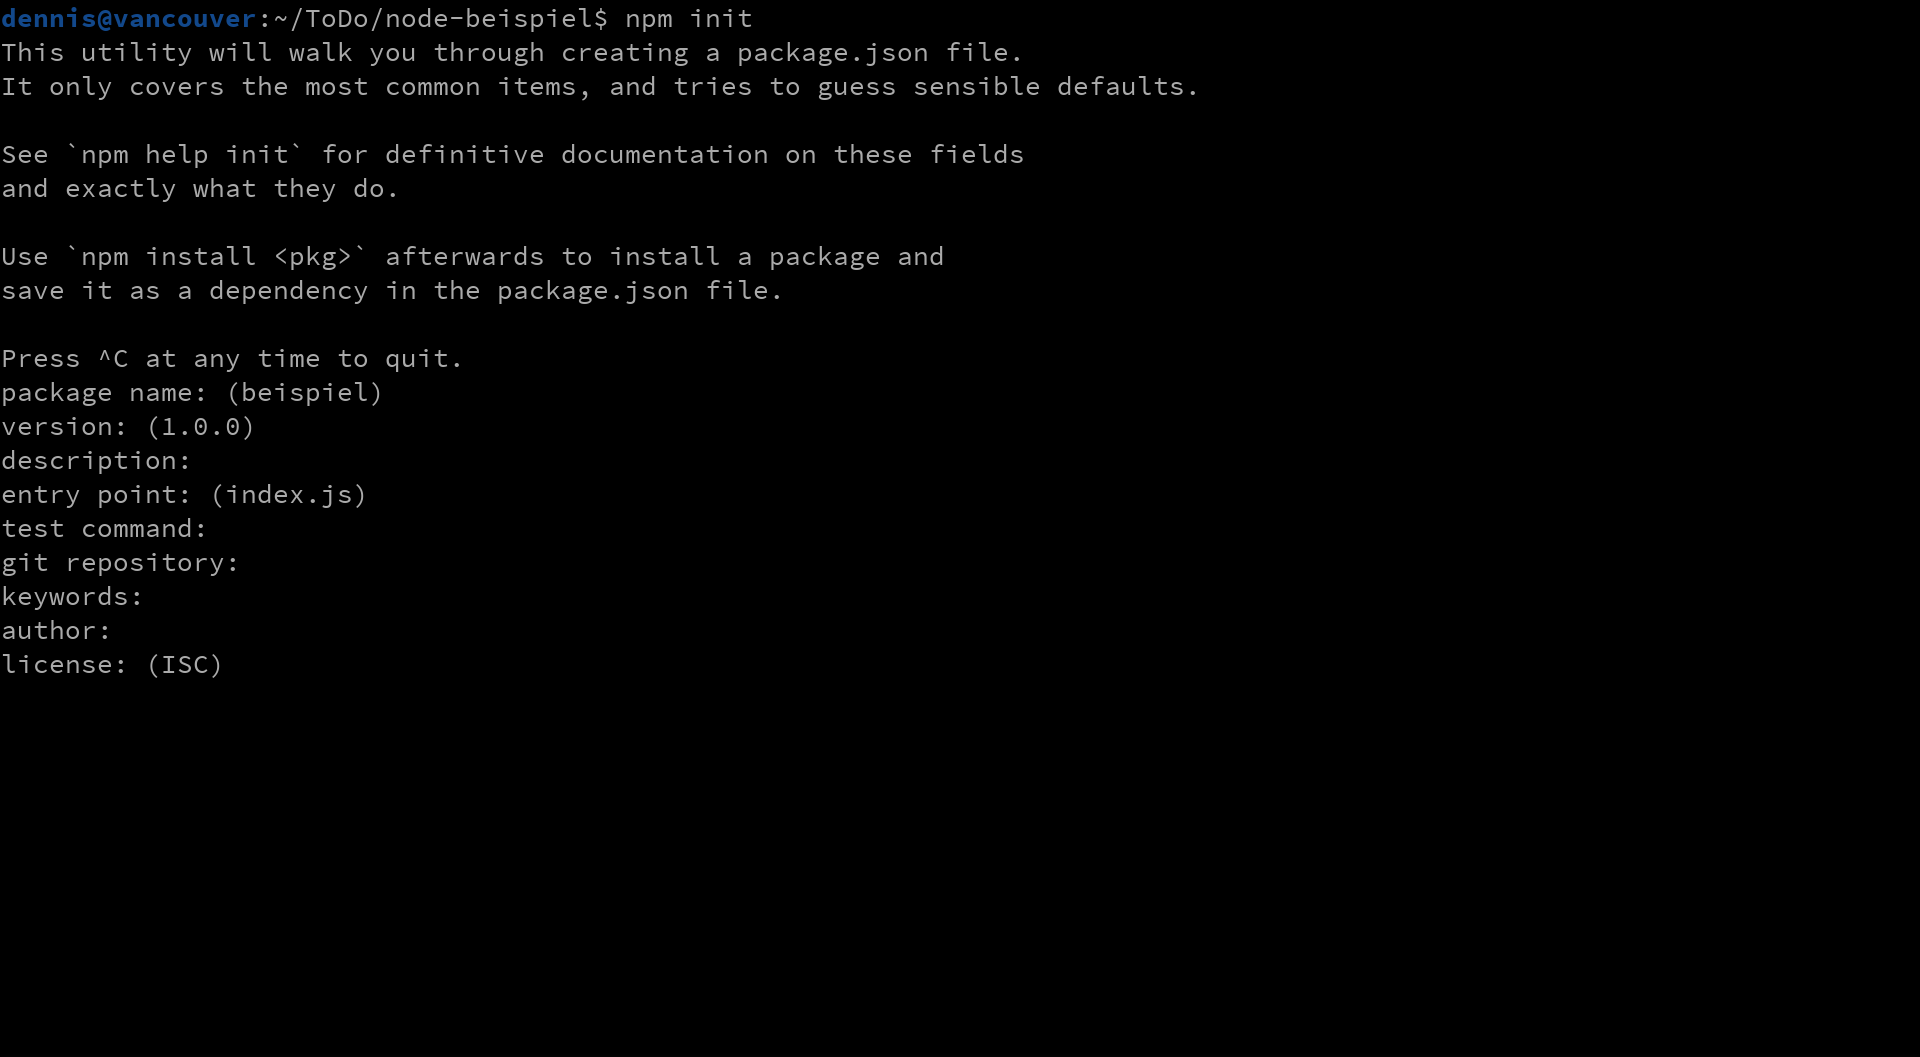 dennis@vancouver:~/ToDo/node-beispiel$ npm init
This utility will walk you through creating a package.json file.
It only covers the most common items, and tries to guess sensible defaults.
See `npm help init` for definitive documentation on these fields
and exactly what they do.
Use `npm install <pkg>` afterwards to install a package and
save it as a dependency in the package.json file.
Press ^C at any time to quit.
package name: (beispiel)
version: (1.0.0)
description:
entry point: (index.js)
test command:
git repository:
keywords:
author:
license: (ISC)